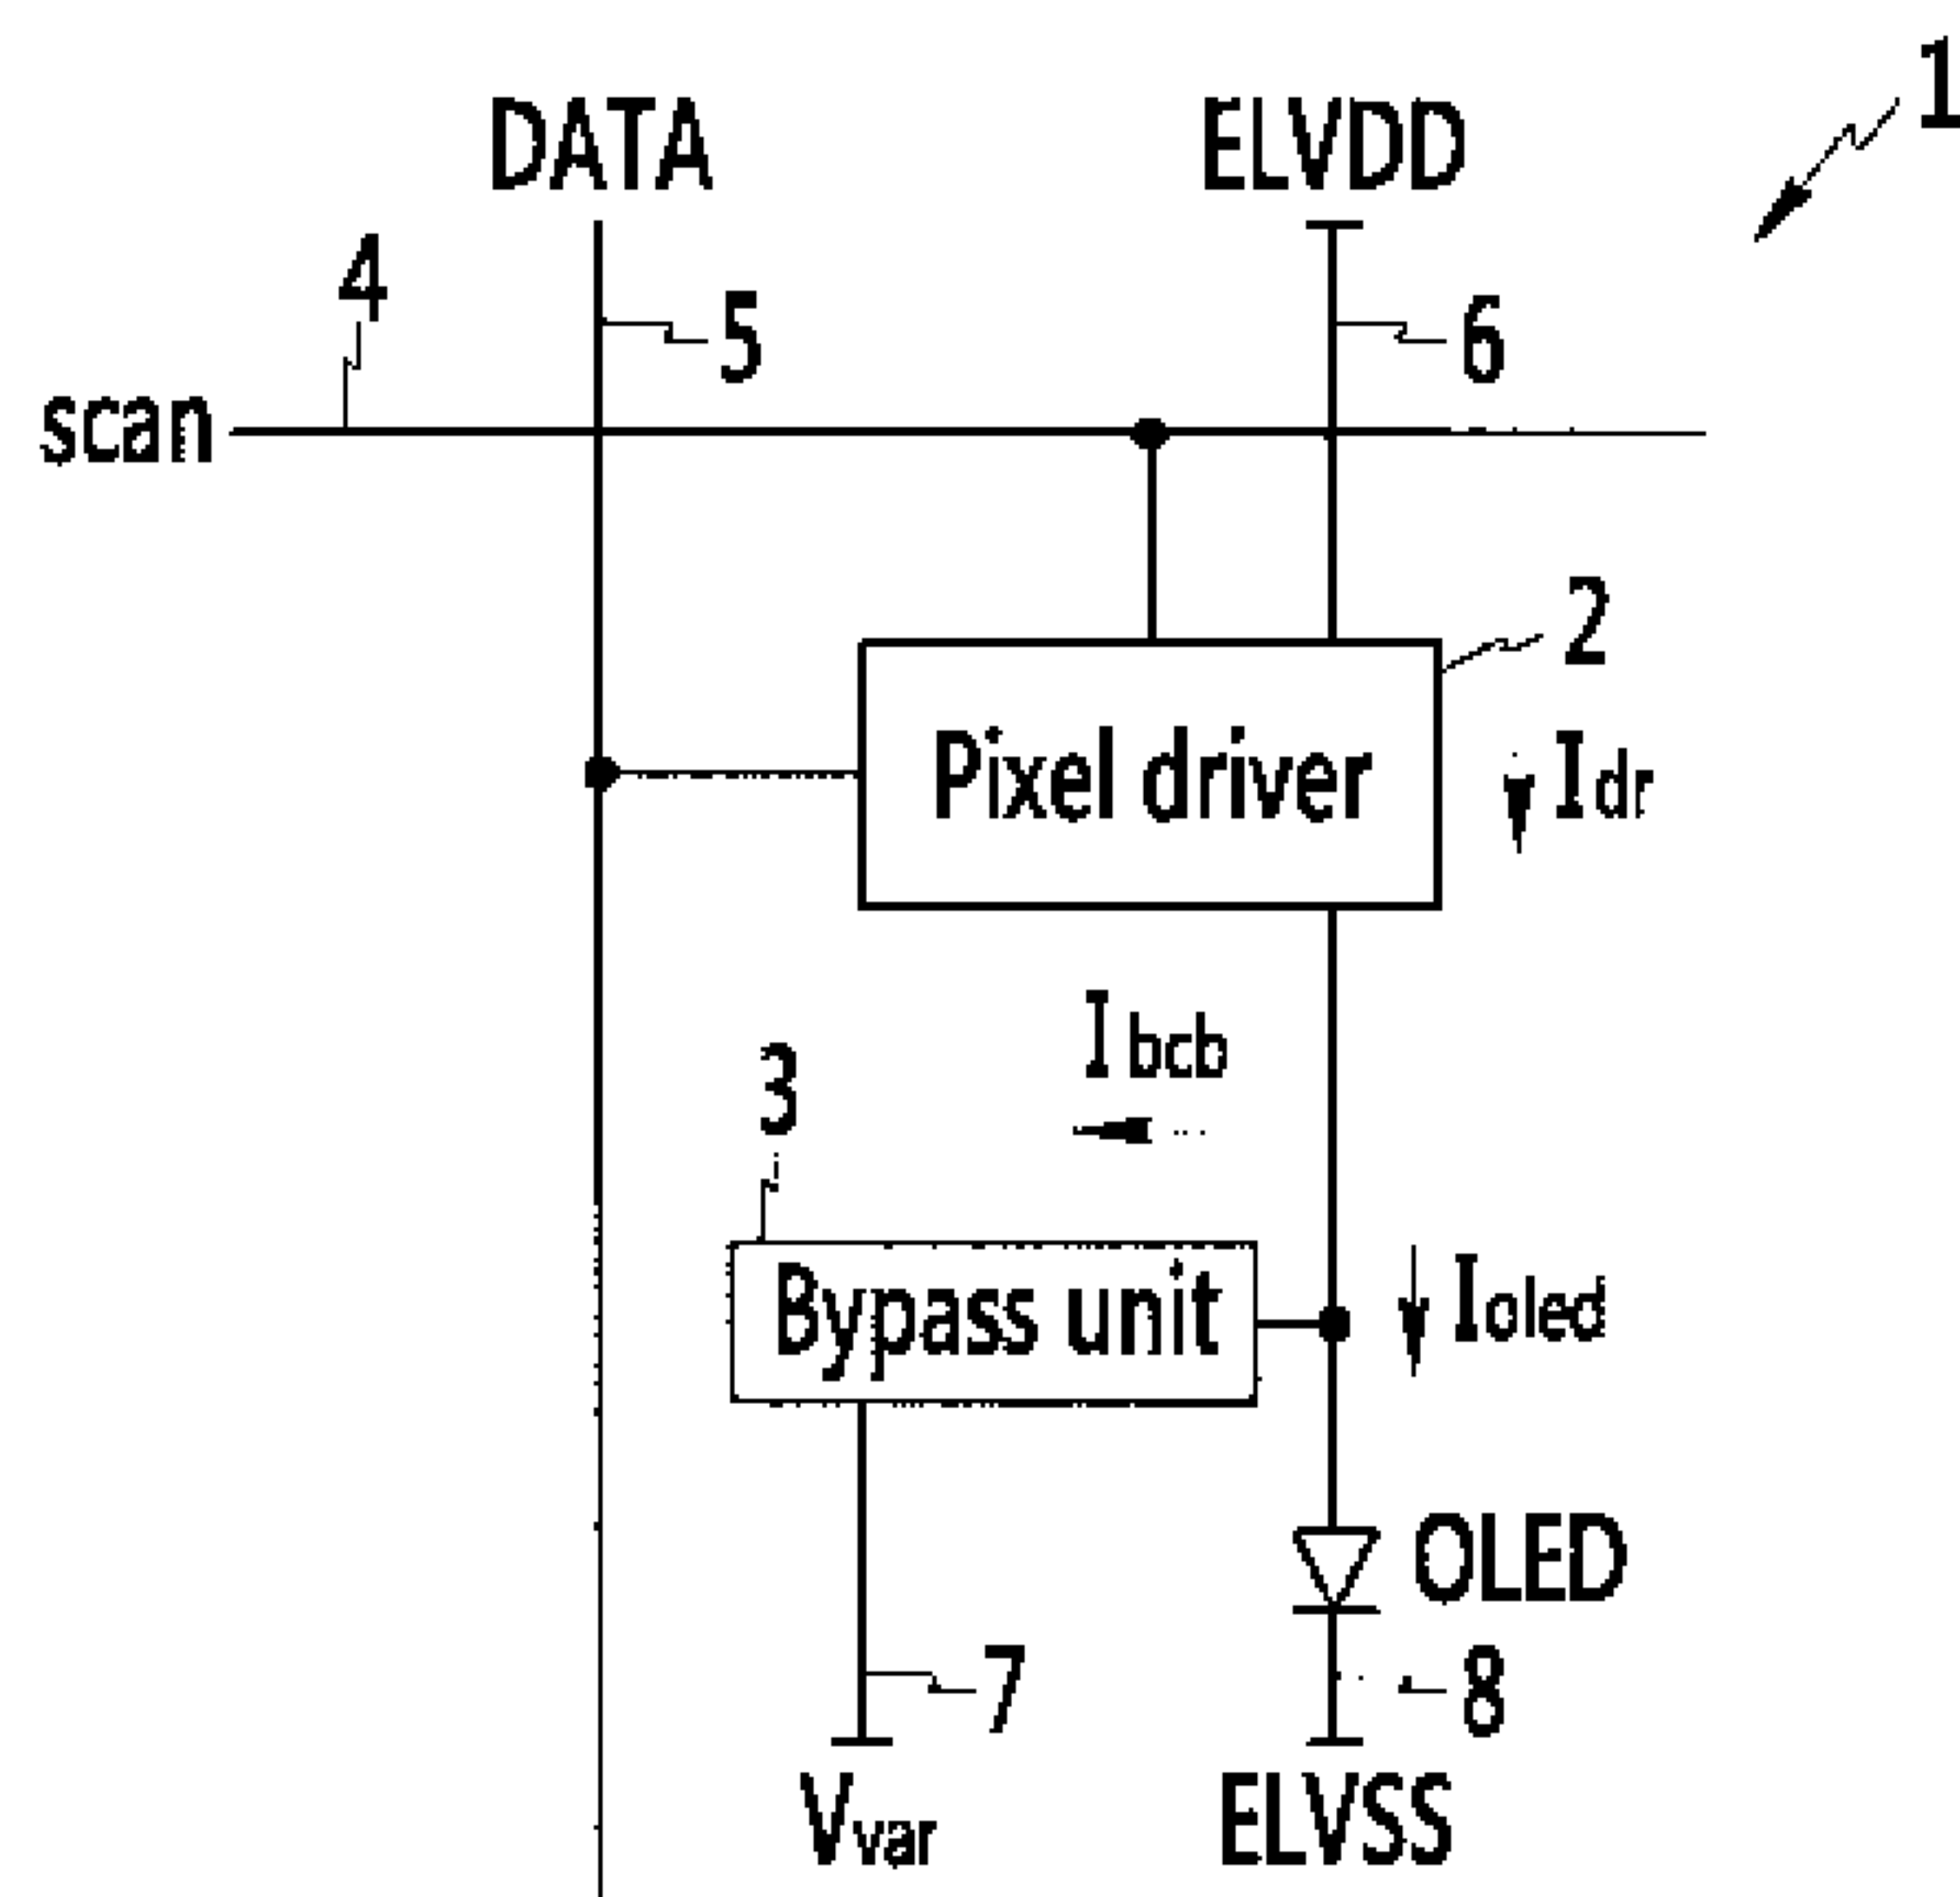 1
DATA
ELVDD
4
5
6
scan
2
Pixel driver
Idr
Ibcb
3
Bypass unit
Ioled
OLED
7
8
Vvar
ELVSS